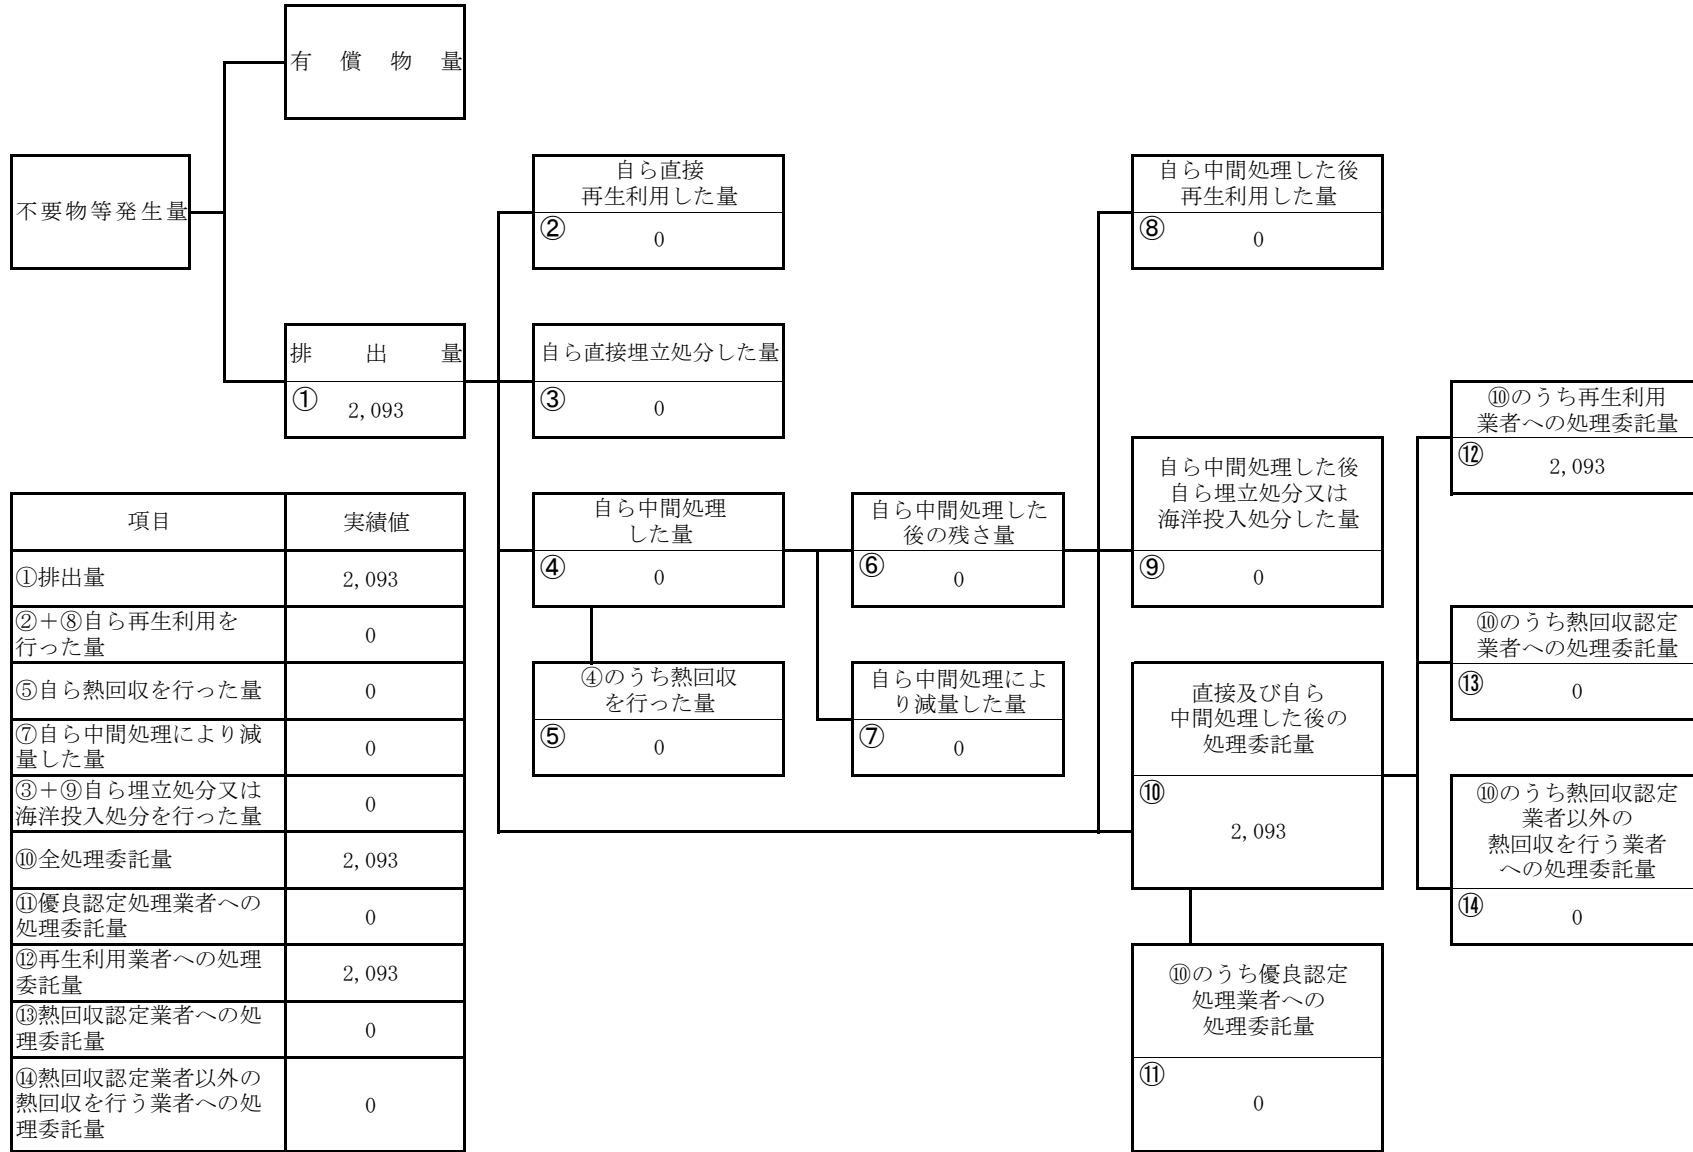 有償物量
不要物等発生量
自ら直接
再生利用した量
②
0
自ら中間処理した後
再生利用した量
⑧
0
排出量
①
2,093
自ら直接埋立処分した量
③
0
⑩のうち再生利用
業者への処理委託量
⑫
2,093
自ら中間処理
した量
④
0
自ら中間処理した
後の残さ量
⑥
0
自ら中間処理した後
自ら埋立処分又は
海洋投入処分した量
⑨
0
⑩のうち熱回収認定
業者への処理委託量
⑬
0
④のうち熱回収
を行った量
⑤
0
自ら中間処理によ
り減量した量
⑦
0
直接及び自ら
中間処理した後の
処理委託量
⑩
2,093
⑩のうち熱回収認定
業者以外の
熱回収を行う業者
への処理委託量
⑭
0
⑩のうち優良認定
処理業者への
処理委託量
⑪
0
項目 実績値
①排出量 2,093
②＋⑧自ら再生利用を
行った量 0
⑤自ら熱回収を行った量 0
⑦自ら中間処理により減
量した量 0
③＋⑨自ら埋立処分又は
海洋投入処分を行った量 0
⑩全処理委託量 2,093
⑪優良認定処理業者への
処理委託量 0
⑫再生利用業者への処理
委託量 2,093
⑬熱回収認定業者への処
理委託量 0
⑭熱回収認定業者以外の
熱回収を行う業者への処
理委託量 0